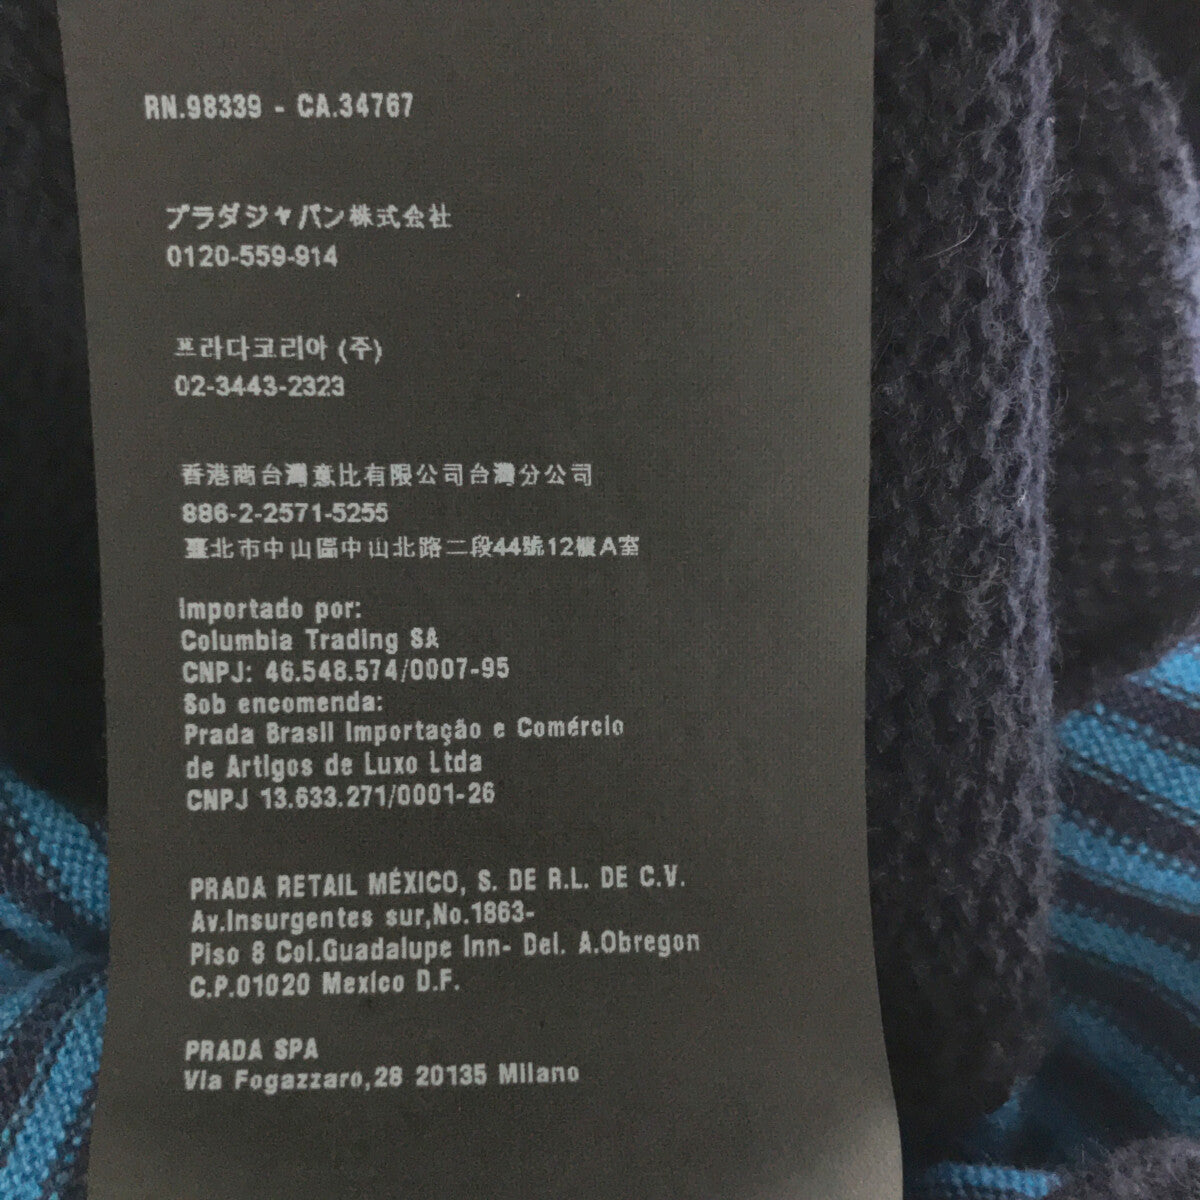 RN.98339 - CA.34767
プラダジャパン株式会社
0120-559-914
프라다코리아 (주)
02-3443-2323
香港商台灣意比有限公司台灣分公司
886-2-2571-5255
臺北市中山區中山北路二段44號12樓A室
Importado por:
Columbia Trading SA
CNPJ: 46.548.574/0007-95
Sob encomenda:
Prada Brasil Importação e Comércio
de Artigos de Luxo Ltda
CNPJ 13.633.271/0001-26
PRADA RETAIL MÉXICO, S. DE R.L. DE C.V.
Av.Insurgentes sur,No.1863-
Piso 8 Col.Guadalupe Inn- Del. A.Obregon
C.P.01020 Mexico D.F.
PRADA SPA
Via Fogazzaro,28 20135 Milano